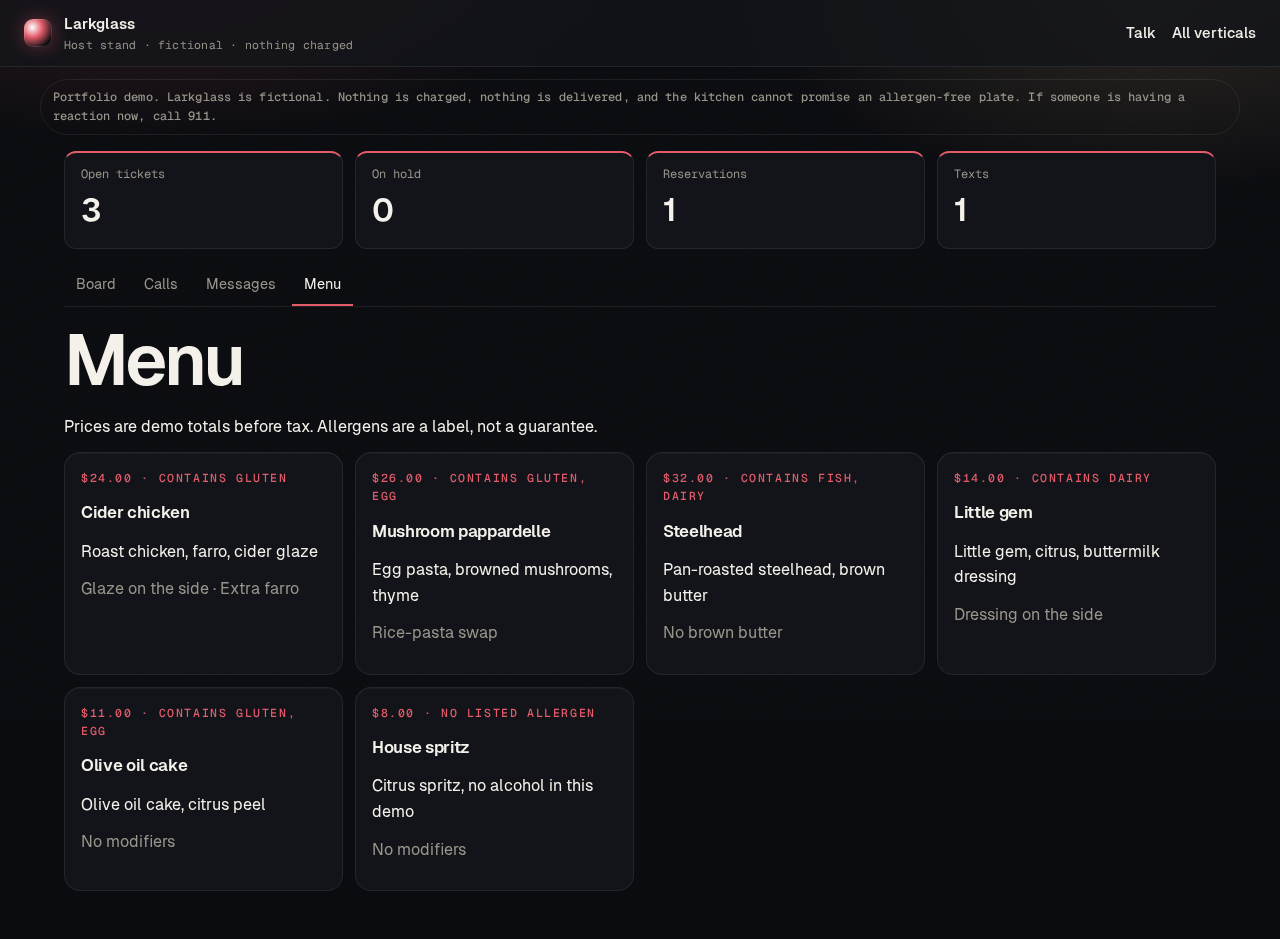 Larkglass
Host stand · fictional · nothing charged
Talk
All verticals
Portfolio demo. Larkglass is fictional. Nothing is charged, nothing is delivered, and the kitchen cannot promise an allergen-free plate. If someone is having a
reaction now, call 911.
Open tickets
3
On hold
0
Reservations
1
Texts
1
Board
Calls
Messages
Menu
Menu
Prices are demo totals before tax. Allergens are a label, not a guarantee.
$24.00 · CONTAINS GLUTEN
Cider chicken
Roast chicken, farro, cider glaze
Glaze on the side · Extra farro
$26.00 · CONTAINS GLUTEN,
EGG
Mushroom pappardelle
Egg pasta, browned mushrooms,
thyme
Rice-pasta swap
$32.00 · CONTAINS FISH,
DAIRY
Steelhead
Pan-roasted steelhead, brown
butter
No brown butter
$14.00 · CONTAINS DAIRY
Little gem
Little gem, citrus, buttermilk
dressing
Dressing on the side
$11.00 · CONTAINS GLUTEN,
EGG
Olive oil cake
Olive oil cake, citrus peel
No modifiers
$8.00 · NO LISTED ALLERGEN
House spritz
Citrus spritz, no alcohol in this
demo
No modifiers